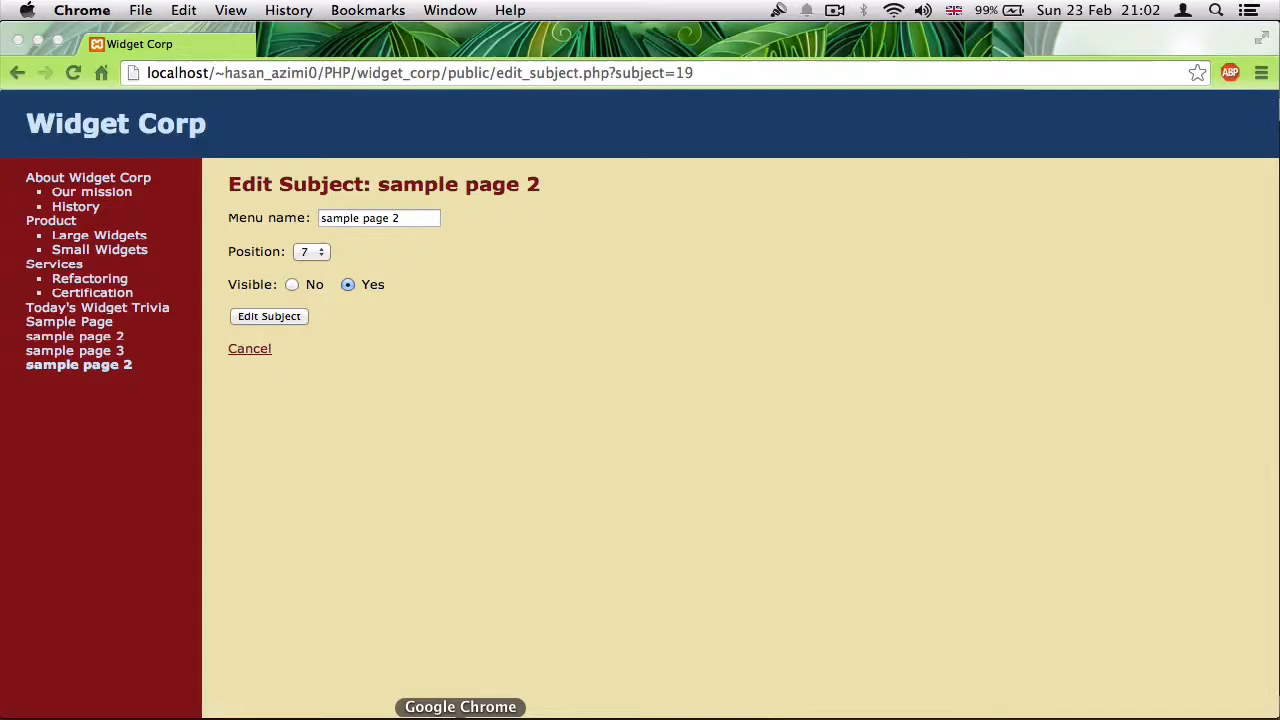 Chrome File Edit View History Bookmarks Window Help 99% Sun 23 Feb 21:02
Widget Corp
localhost/~hasan_azimi0/PHP/widget_corp/public/edit_subject.php?subject=19 ABP
Widget Corp
About Widget Corp
Our mission
History
Product
Large Widgets
Small Widgets
Services
Refactoring
Certification
Today's Widget Trivia
Sample Page
sample page 2
sample page 3
sample page 2
Edit Subject: sample page 2
Menu name: sample page 2
Position: 7
Visible: No Yes
Edit Subject
Cancel
Google Chrome